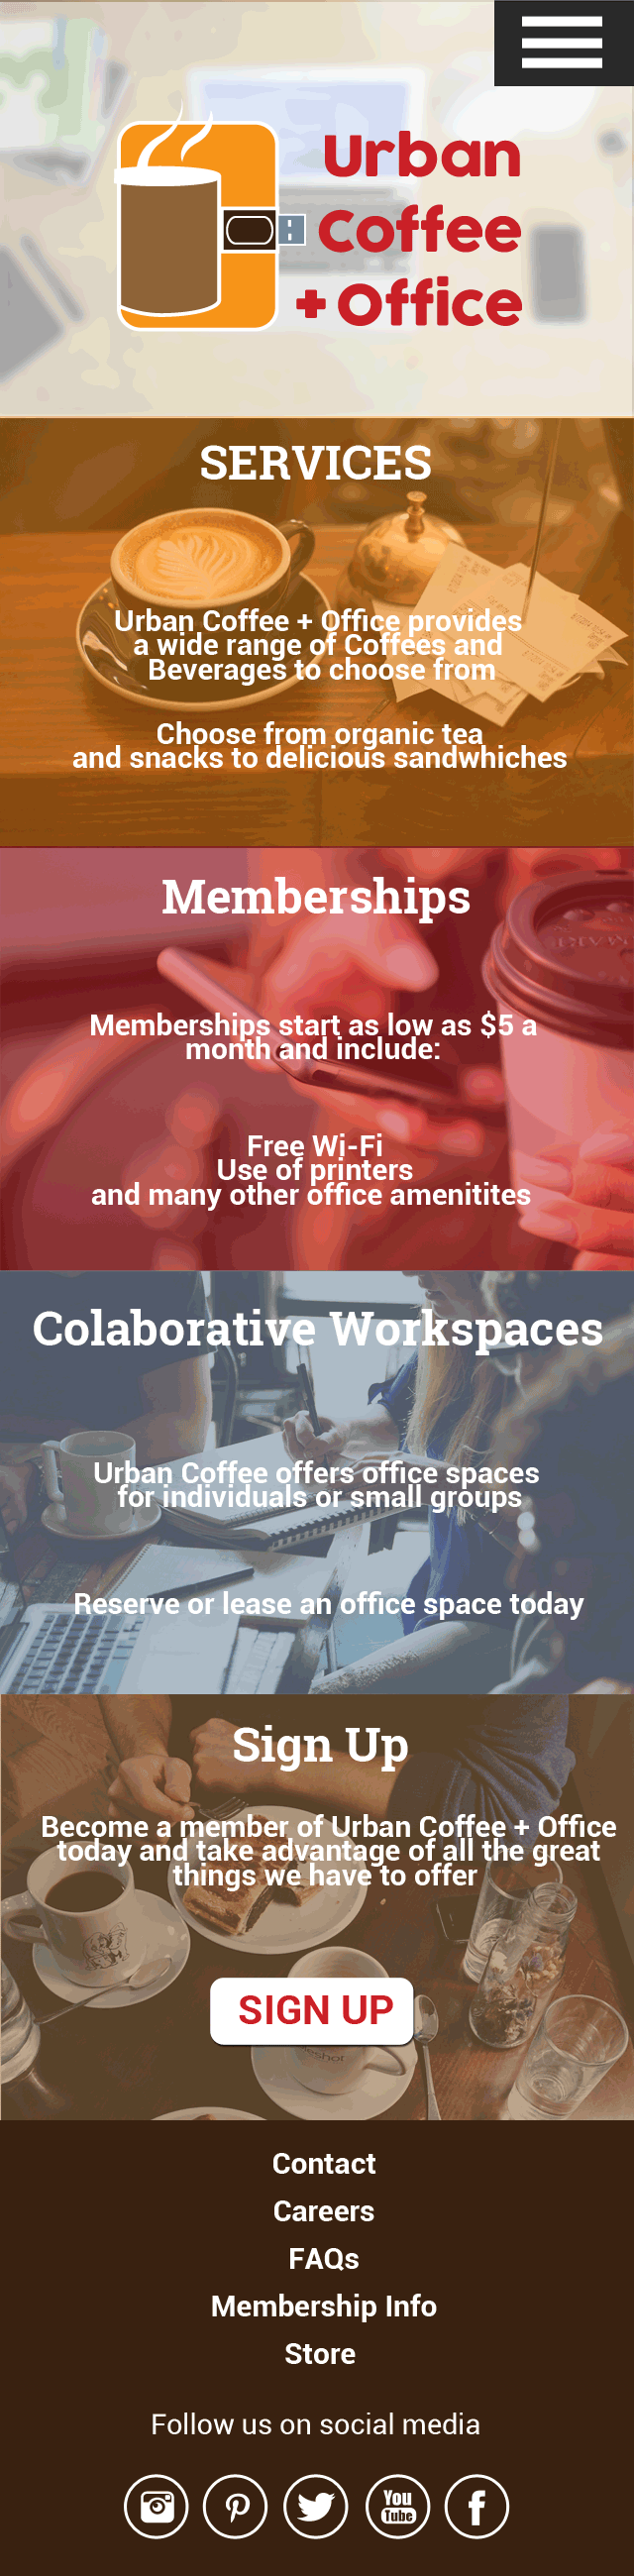 Urban
Coffee
+ Office
SERVICES
Urban Coffee + Office provides
a wide range of Coffees and
Beverages to choose from
Choose from organic tea
and snacks to delicious sandwhiches
Memberships
Memberships start as low as $5 a
month and include:
Free Wi-Fi
Use of printers
and many other office amenitites
Colaborative Workspaces
Urban Coffee offers office spaces
for individuals or small groups
Reserve or lease an office space today
Sign Up
Become a member of Urban Coffee + Office
today and take advantage of all the great
things we have to offer
SIGN UP
Contact
Careers
FAQs
Membership Info
Store
Follow us on social media
You
Tube